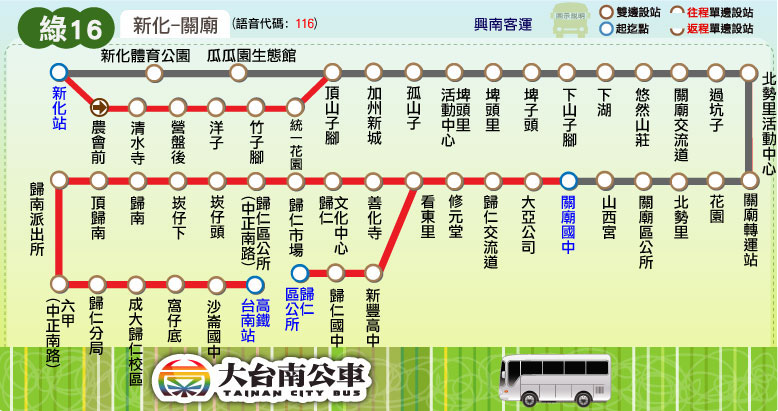 綠16
新化-關廟
(語音代碼: 116)
興南客運
圖示說明
雙邊設站
起迄點
往程單邊設站
返程單邊設站
新化體育公園
瓜瓜園生態館
新化站
農會前
清水寺
營盤後
洋子
竹子腳
統一花園
頂山子腳
加州新城
孤山子
埤頭里活動中心
埤頭里
埤子頭
下山子腳
下湖
悠然山莊
關廟交流道
過坑子
北勢里活動中心
歸南派出所
頂歸南
歸南
崁仔下
崁仔頭
歸仁區公所(中正南路)
歸仁市場
歸仁文化中心
善化寺
看東里
修元堂
歸仁交流道
大亞公司
關廟國中
山西宮
關廟區公所
北勢里
花園
關廟轉運站
六甲(中正南路)
歸仁分局
成大歸仁校區
窩仔底
沙崙國中
高鐵台南站
歸仁區公所
歸仁國中
新豐高中
大台南公車
TAINAN CITY BUS